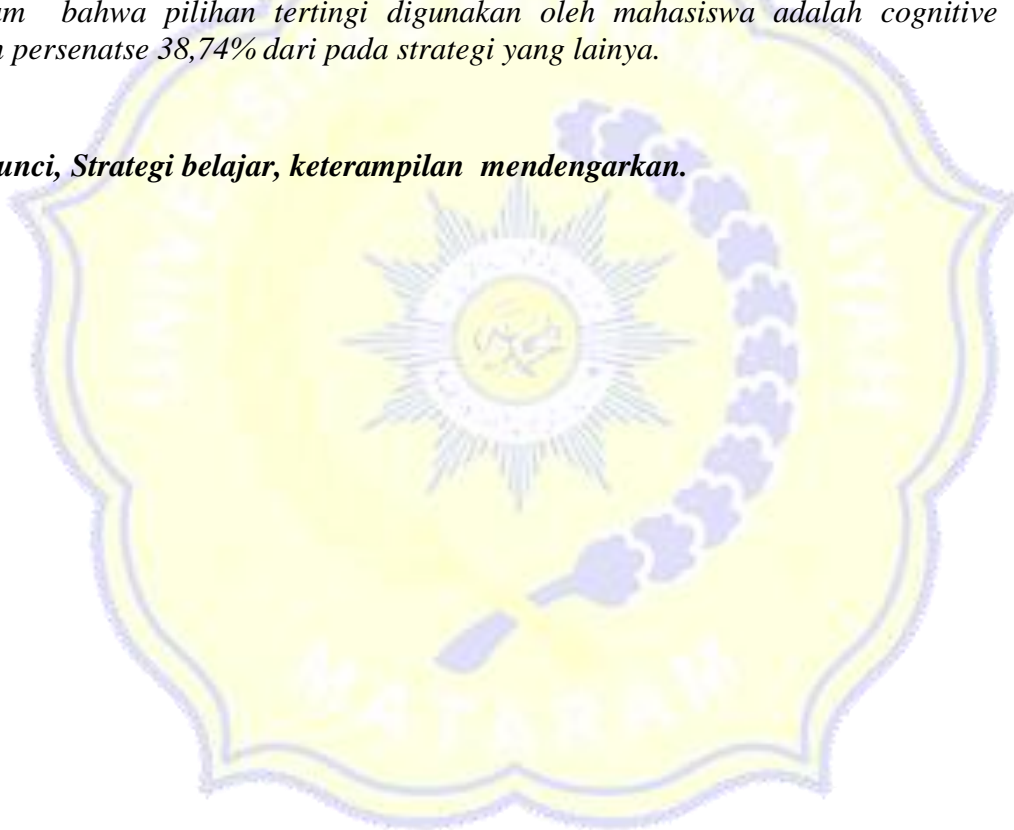 bahwa pilihan tertingi digunakan oleh mahasiswa adalah cognitive
persenatse 38,74% dari pada strategi yang lainya.
unci, Strategi belajar, keterampilan mendengarkan.
MATARAM